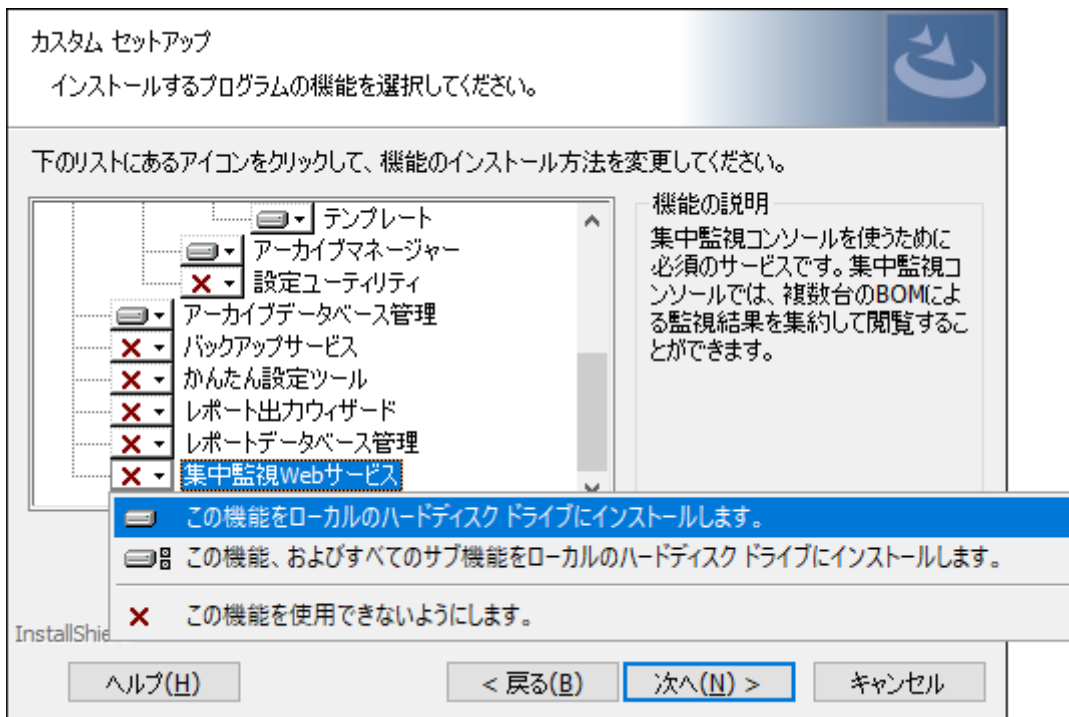 カスタム セットアップ
インストールするプログラムの機能を選択してください。
下のリストにあるアイコンをクリックして、機能のインストール方法を変更してください。
テンプレート
アーカイブマネージャー
設定ユーティリティ
アーカイブデータベース管理
バックアップサービス
かんたん設定ツール
レポート出力ウィザード
レポートデータベース管理
集中監視Webサービス
機能の説明
集中監視コンソールを使うために
必須のサービスです。集中監視コ
ンソールでは、複数台のBOMによ
る監視結果を集約して閲覧するこ
とができます。
この機能をローカルのハードディスク ドライブにインストールします。
この機能、およびすべてのサブ機能をローカルのハードディスク ドライブにインストールします。
この機能を使用できないようにします。
InstallShie
ヘルプ(H)
< 戻る(B)
次へ(N) >
キャンセル